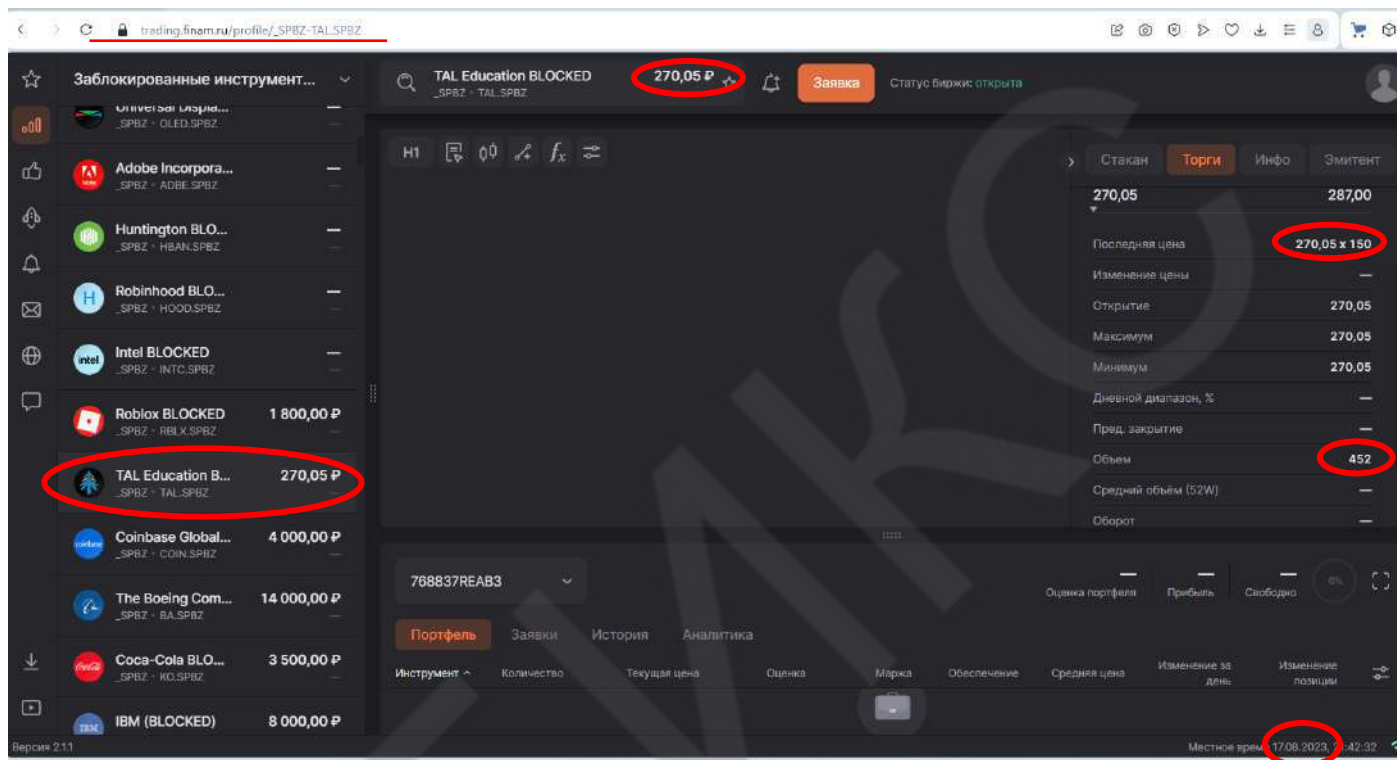 trading.finam.ru/profile/_SPBZ-TAL.SPBZ
Заблокированные инструмент...
TAL Education BLOCKED
_SPBZ · TAL.SPBZ
270,05 ₽
Заявка
Статус биржи: открыта
Universal Displa...
_SPBZ · OLED.SPBZ
Adobe Incorpora...
_SPBZ · ADBE.SPBZ
Huntington BLO...
_SPBZ · HBAN.SPBZ
Robinhood BLO...
_SPBZ · HOOD.SPBZ
Intel BLOCKED
_SPBZ · INTC.SPBZ
Roblox BLOCKED 1 800,00 ₽
_SPBZ · RBLX.SPBZ
TAL Education B... 270,05 ₽
_SPBZ · TAL.SPBZ
Coinbase Global... 4 000,00 ₽
_SPBZ · COIN.SPBZ
The Boeing Com... 14 000,00 ₽
_SPBZ · BA.SPBZ
Coca-Cola BLO... 3 500,00 ₽
_SPBZ · KO.SPBZ
IBM (BLOCKED) 8 000,00 ₽
H1
Стакан Торги Инфо Эмитент
270,05 287,00
Последняя цена 270,05 x 150
Изменение цены —
Открытие 270,05
Максимум 270,05
Минимум 270,05
Дневной диапазон, % —
Пред. закрытие —
Объем 452
Средний объём (52W) —
Оборот —
768837REAB3
Оценка портфеля Прибыль Свободно 0%
Портфель Заявки История Аналитика
Инструмент Количество Текущая цена Оценка Маржа Обеспечение Средняя цена Изменение за день Изменение позиции
Версия 2.1.1
Местное время 17.08.2023, :42:32